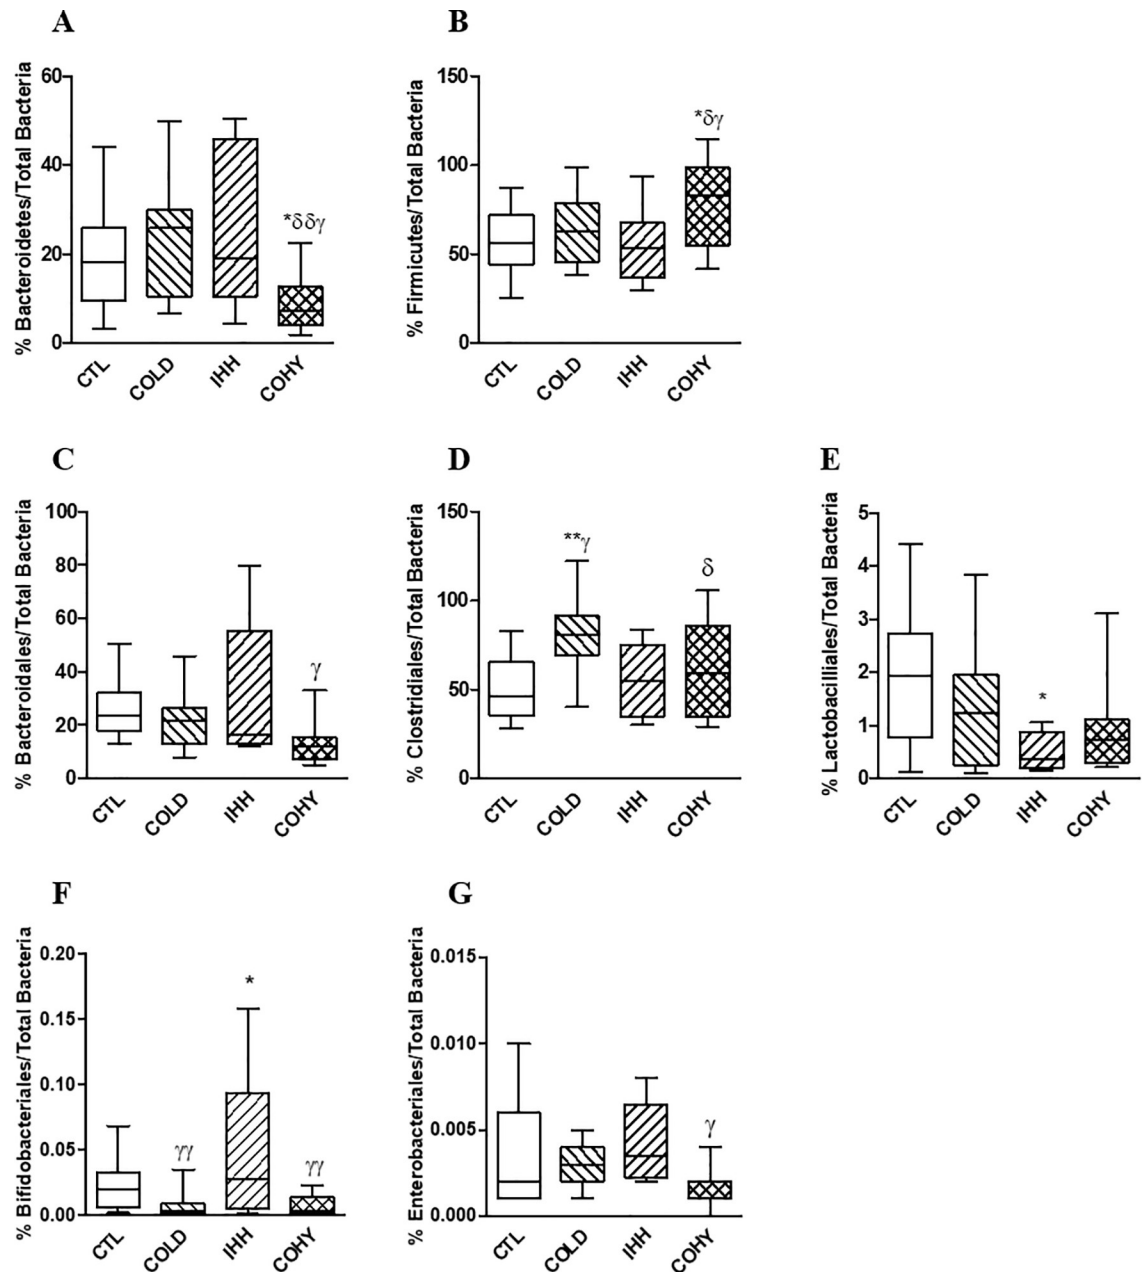 A
% Bacteroidetes/Total Bacteria
60
40
20
0
*δδγ
CTL
COLD
IHH
COHY
B
% Firmicutes/Total Bacteria
150
100
50
0
*δγ
CTL
COLD
IHH
COHY
C
% Bacteroidales/Total Bacteria
100
80
60
40
20
0
γ
CTL
COLD
IHH
COHY
D
% Clostridiales/Total Bacteria
150
100
50
0
**γ
δ
CTL
COLD
IHH
COHY
E
% Lactobacilliales/Total Bacteria
5
4
3
2
1
0
*
CTL
COLD
IHH
COHY
F
% Bifidobacteriales/Total Bacteria
0.20
0.15
0.10
0.05
0.00
γγ
*
γγ
CTL
COLD
IHH
COHY
G
% Enterobacteriales/Total Bacteria
0.015
0.010
0.005
0.000
γ
CTL
COLD
IHH
COHY